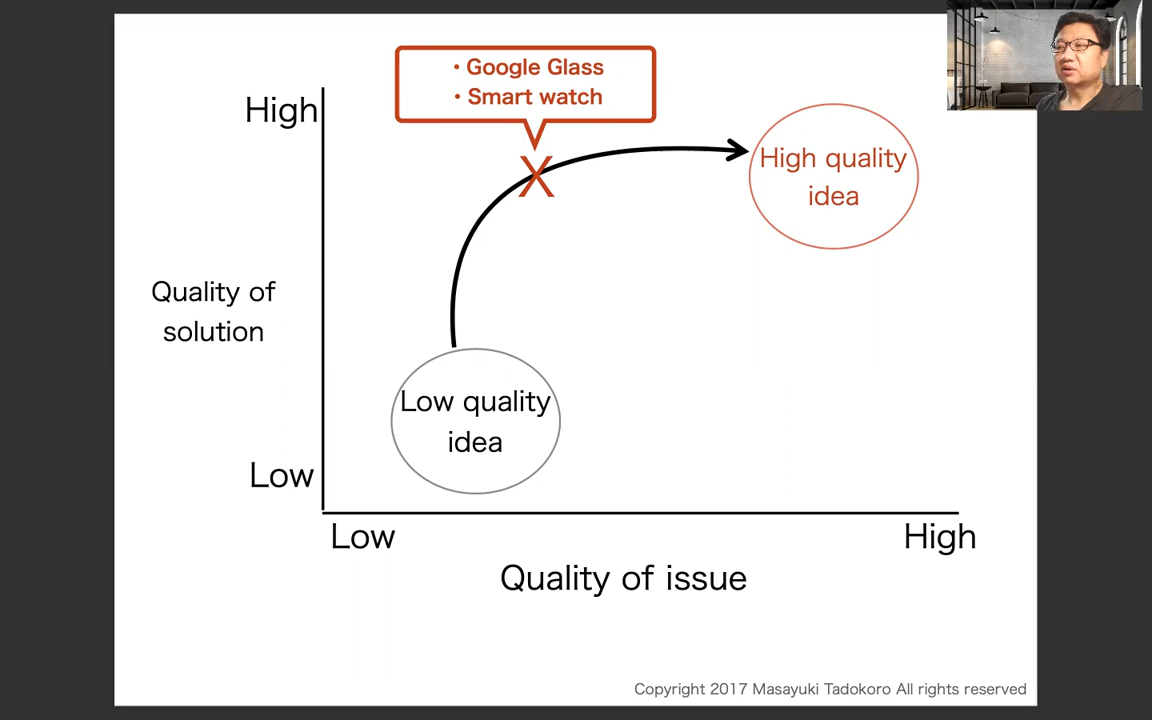 ・Google Glass
・Smart watch
High
High quality
idea
Quality of
solution
Low quality
idea
Low
Low
High
Quality of issue
X
Copyright 2017 Masayuki Tadokoro All rights reserved